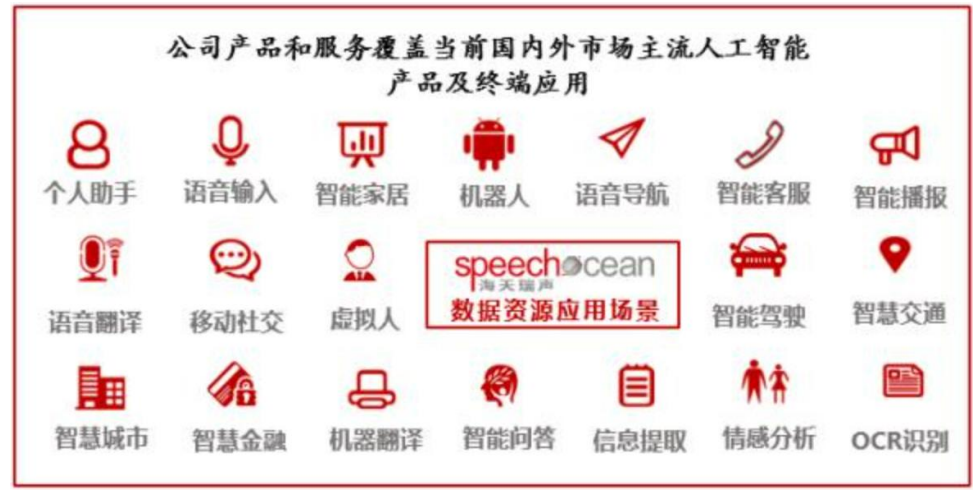 公司产品和服务覆盖当前国内外市场主流人工智能
产品及终端应用
个人助手 语音输入 智能家居 机器人 语音导航 智能客服 智能播报
语音翻译 移动社交 虚拟人 speechocean 海天瑞声 数据资源应用场景 智能驾驶 智慧交通
智慧城市 智慧金融 机器翻译 智能问答 信息提取 情感分析 OCR识别